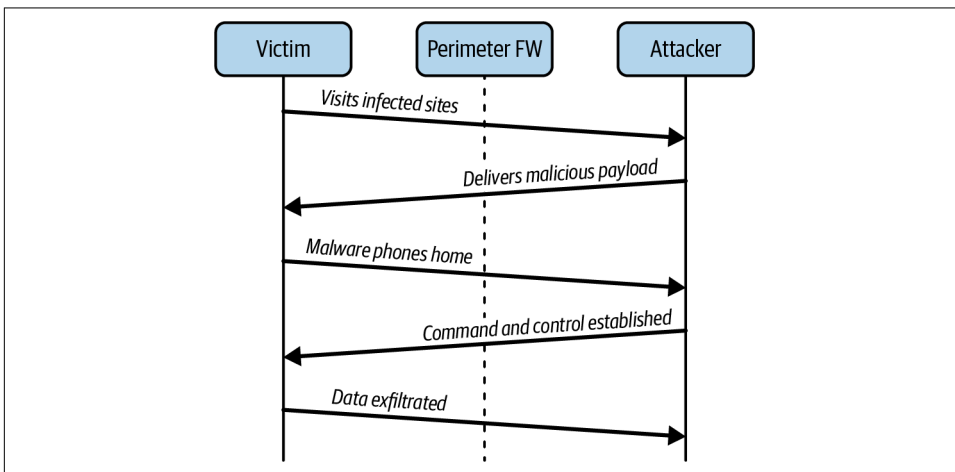 Victim
Perimeter FW
Attacker
Visits infected sites
Delivers malicious payload
Malware phones home
Command and control established
Data exfiltrated